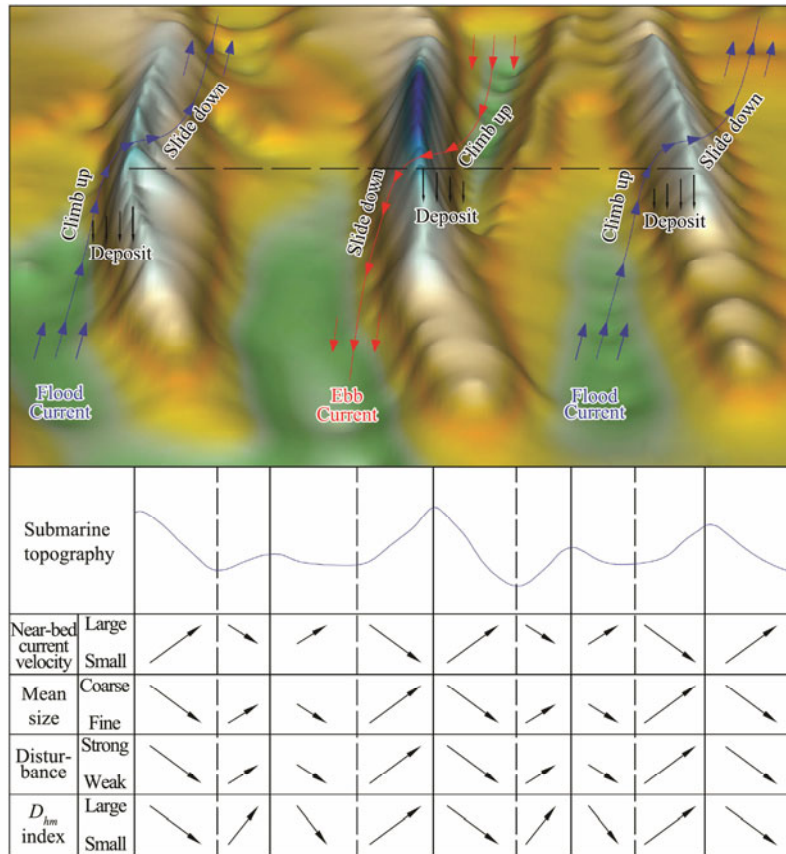 Climb up
Slide down
Deposit
Flood
Current
Slide down
Climb up
Deposit
Ebb
Current
Climb up
Slide down
Deposit
Flood
Current
Submarine
topography
Near-bed
current
velocity
Large
Small
Mean
size
Coarse
Fine
Distur-
bance
Strong
Weak
Dhm
index
Large
Small